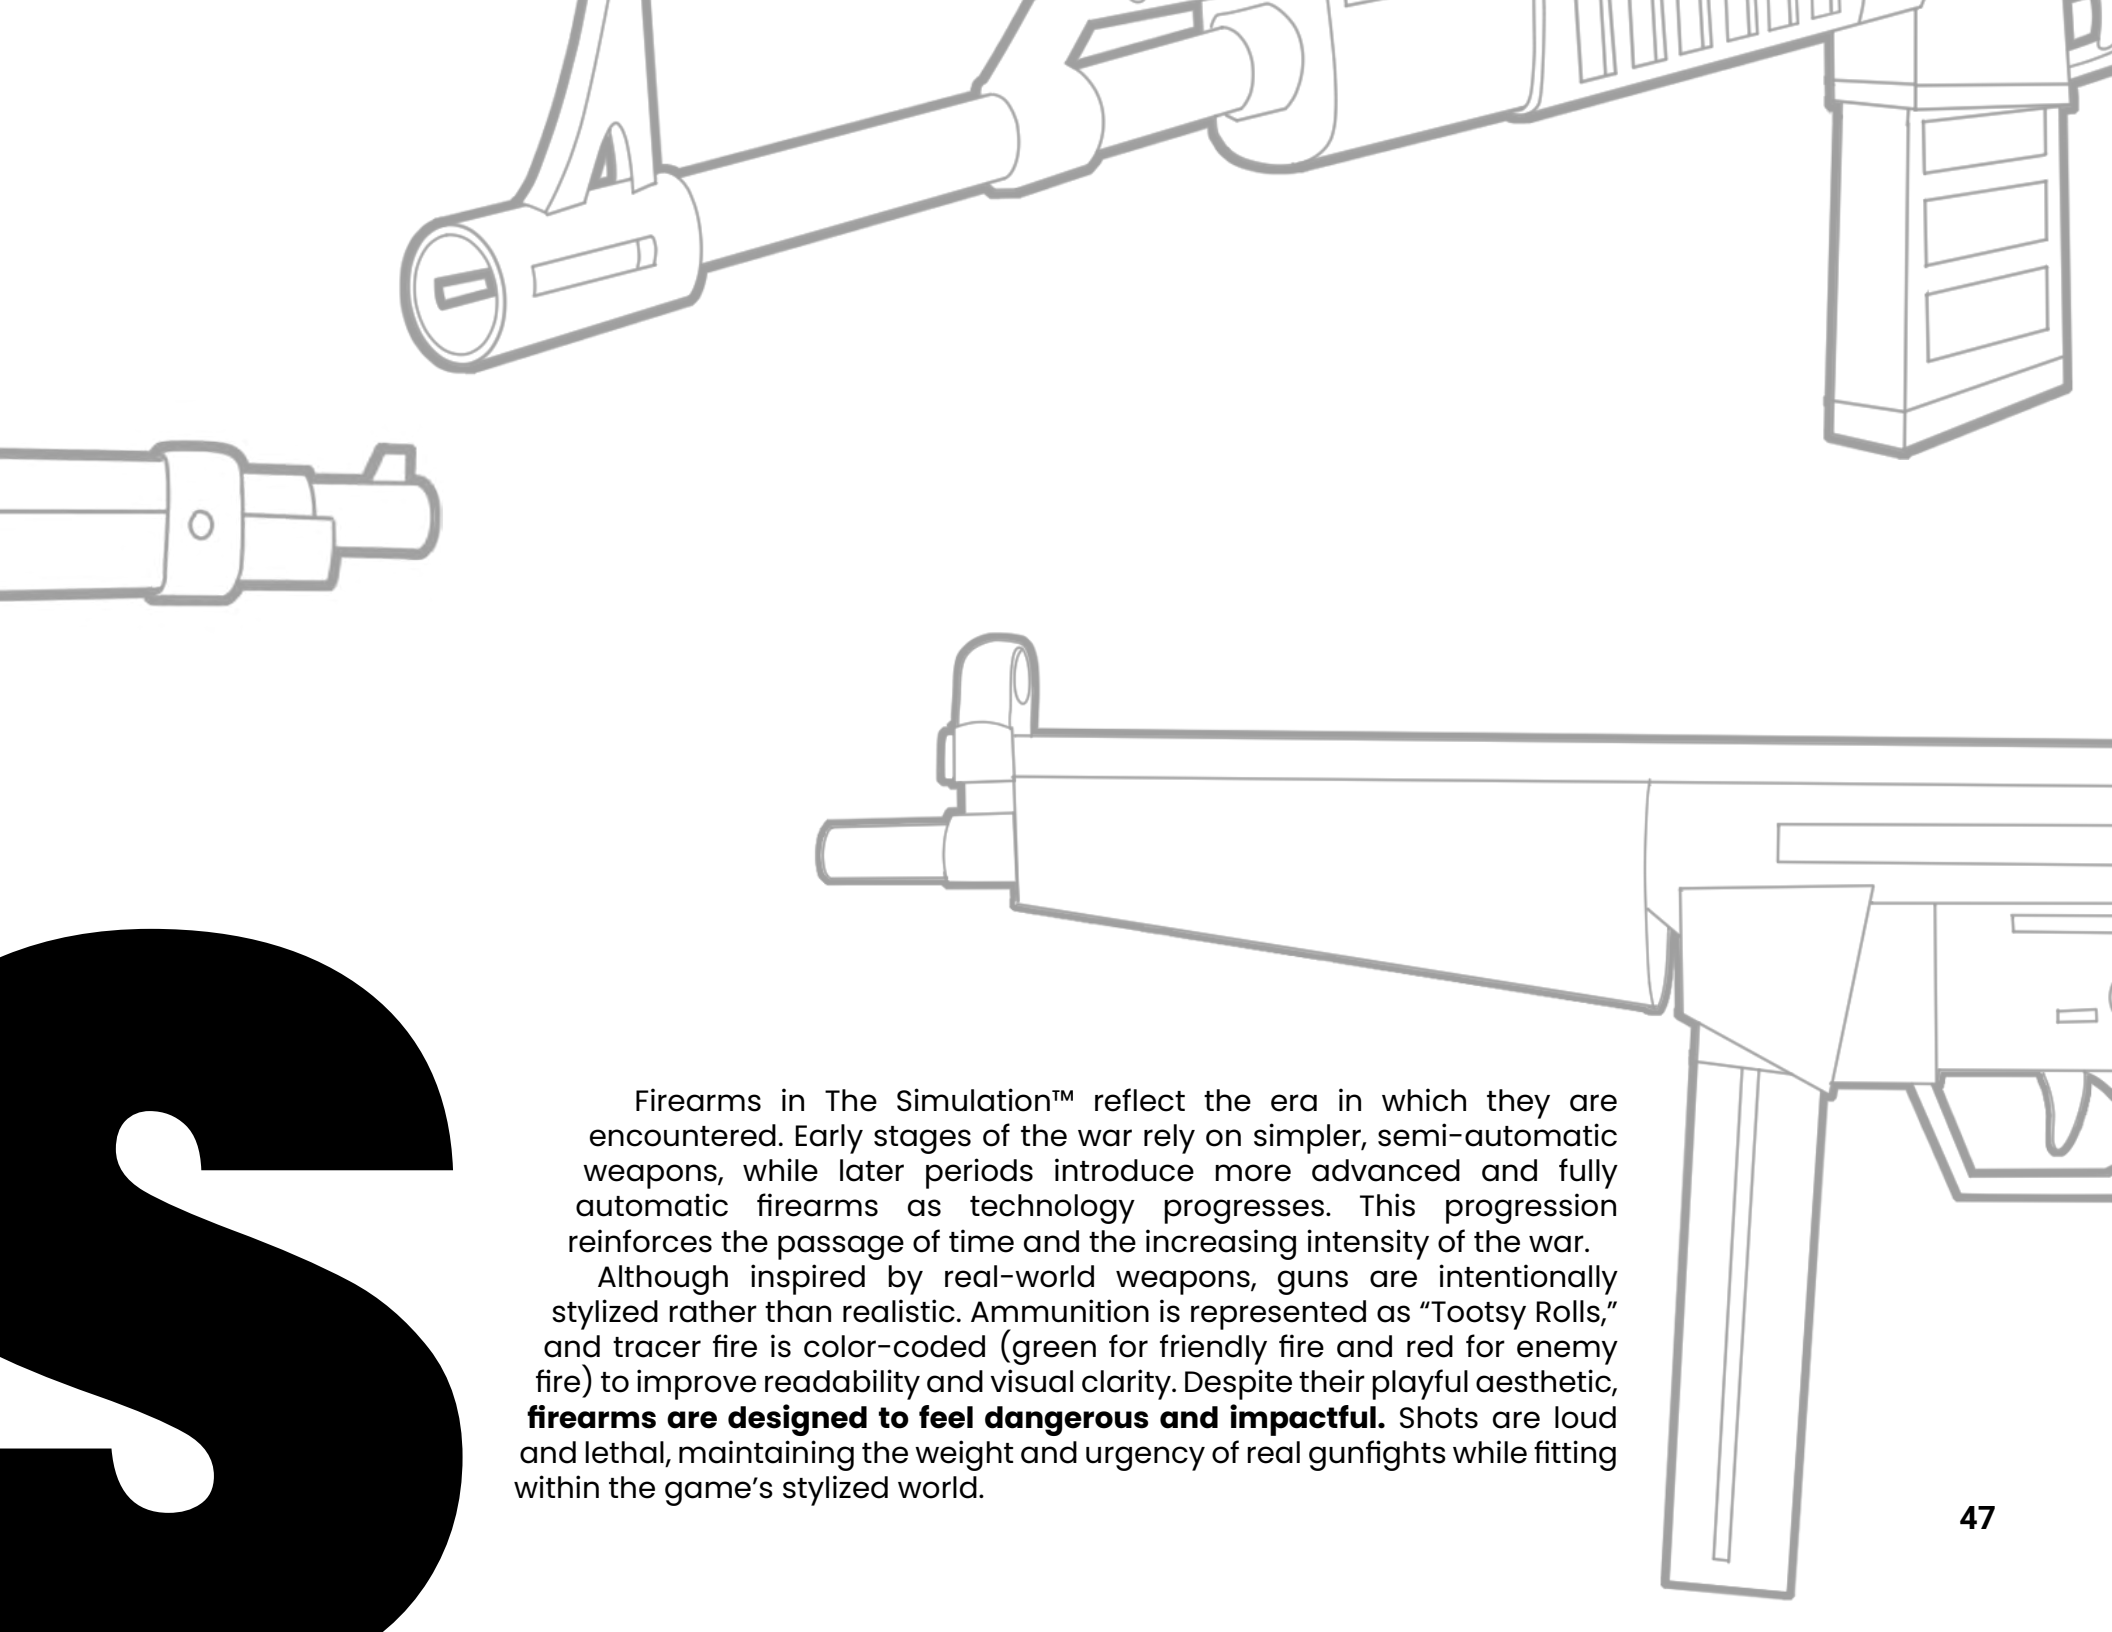 S
Firearms in The Simulation™ reflect the era in which they are
encountered. Early stages of the war rely on simpler, semi-automatic
weapons, while later periods introduce more advanced and fully
automatic firearms as technology progresses. This progression
reinforces the passage of time and the increasing intensity of the war.
Although inspired by real-world weapons, guns are intentionally
stylized rather than realistic. Ammunition is represented as “Tootsy Rolls,”
and tracer fire is color-coded (green for friendly fire and red for enemy
fire) to improve readability and visual clarity. Despite their playful aesthetic,
firearms are designed to feel dangerous and impactful. Shots are loud
and lethal, maintaining the weight and urgency of real gunfights while fitting
within the game’s stylized world.
47